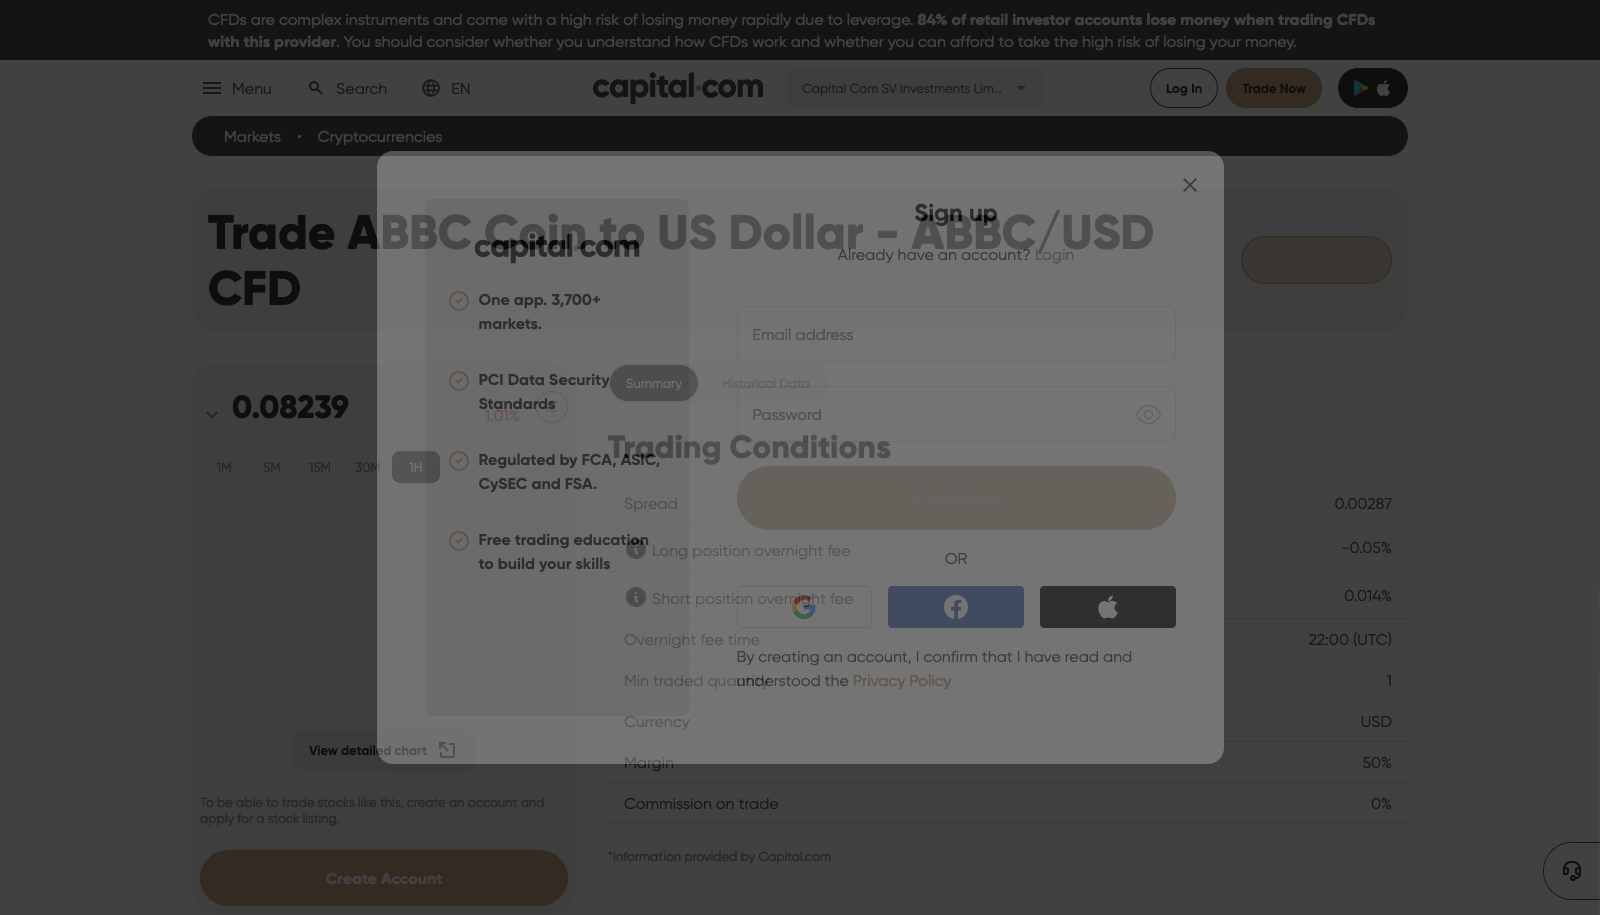 CFDs are complex instruments and come with a high risk of losing money rapidly due to leverage. 84% of retail investor accounts lose money when trading CFDs
with this provider. You should consider whether you understand how CFDs work and whether you can afford to take the high risk of losing your money.
Menu
Search
EN
capital.com
Capital Com SV Investments Lim...
Log In
Trade Now
Markets • Cryptocurrencies
Trade ABBC Coin to US Dollar - ABBC/USD
CFD
0.08239
1.01%
1M
5M
15M
30M
1H
View detailed chart
To be able to trade stocks like this, create an account and
apply for a stock listing.
Create Account
Summary
Historical Data
Trading Conditions
Spread 0.00287
Long position overnight fee -0.05%
Short position overnight fee 0.014%
Overnight fee time 22:00 (UTC)
Min traded quantity 1
Currency USD
Margin 50%
Commission on trade 0%
*Information provided by Capital.com
capital.com
One app. 3,700+
markets.
PCI Data Security
Standards
Regulated by FCA, ASIC,
CySEC and FSA.
Free trading education
to build your skills
Sign up
Already have an account? Login
Email address
Password
OR
By creating an account, I confirm that I have read and
understood the Privacy Policy